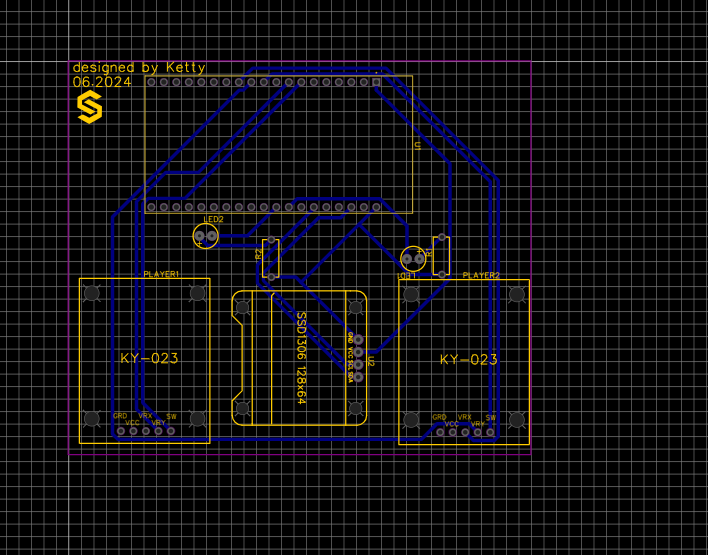 designed by Ketty
06.2024
U1
LED2
R2
R1
LED1
PLAYER1
PLAYER2
KY-023
SSD1306 128x64
GND VCC SCL SDA
U2
KY-023
GRD VCC VRX VRY SW
GRD VCC VRX VRY SW